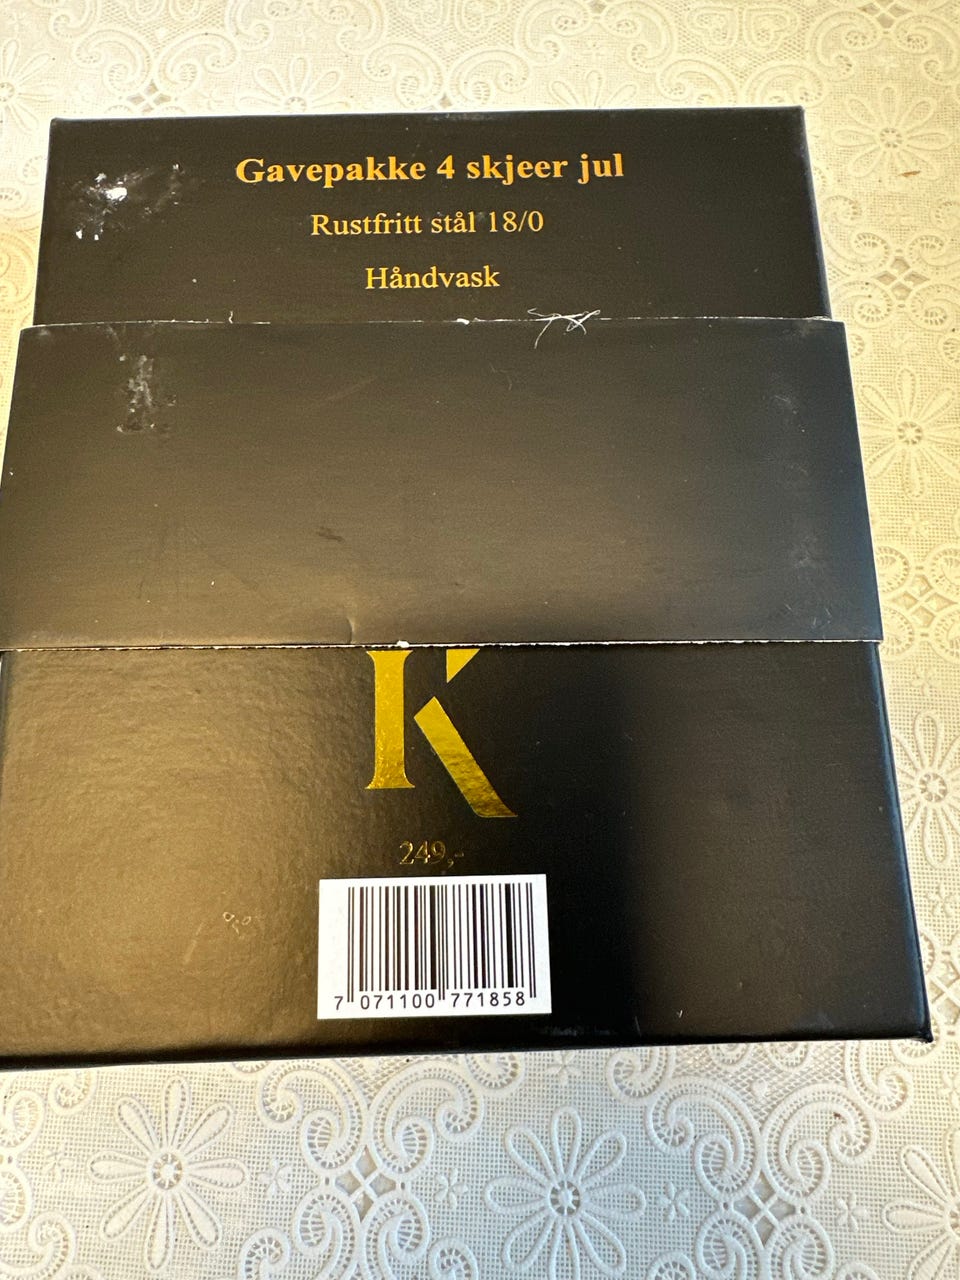 Gavepakke 4 skjeer jul
Rustfritt stål 18/0
Håndvask
K
249,-
7 071100 771858